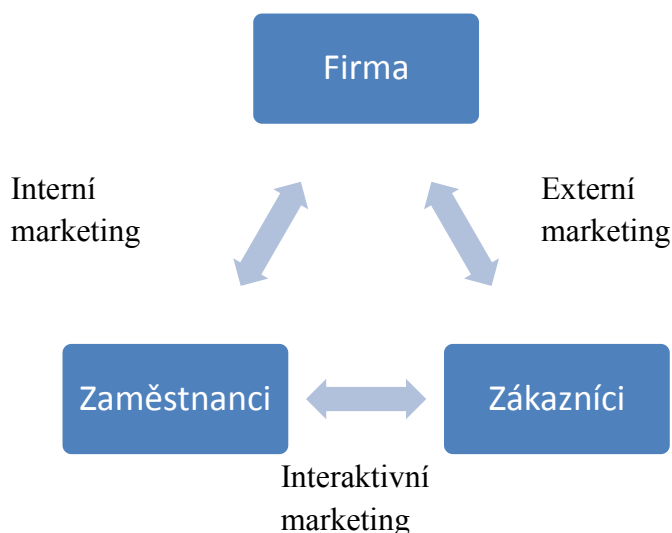 Firma
Interní
marketing
Externí
marketing
Zaměstnanci
Zákazníci
Interaktivní
marketing